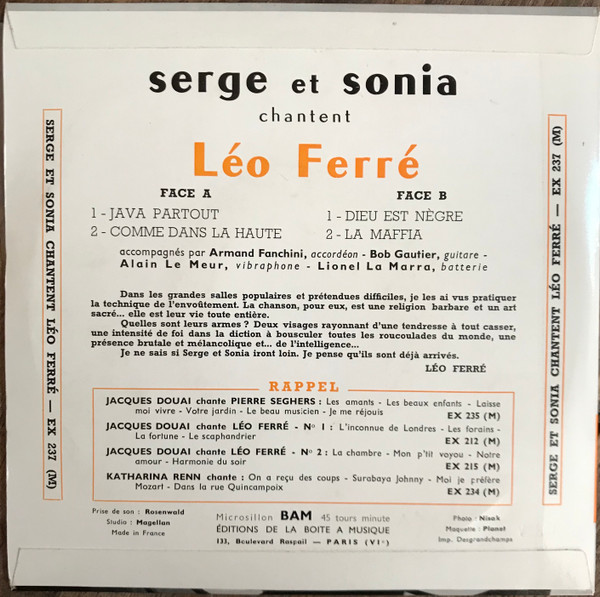 serge et sonia
chantent
Léo Ferré
FACE A
1 - JAVA PARTOUT
2 - COMME DANS LA HAUTE
FACE B
1 - DIEU EST NÈGRE
2 - LA MAFFIA
accompagnés par Armand Fanchini, accordéon - Bob Gautier, guitare -
Alain Le Meur, vibraphone - Lionel La Marra, batterie
Dans les grandes salles populaires et prétendues difficiles, je les ai vus pratiquer
la technique de l'envoûtement. La chanson, pour eux, est une religion barbare et un art
sacré... elle est leur vie toute entière.
Quelles sont leurs armes ? Deux visages rayonnant d'une tendresse à tout casser,
une intensité de foi dans la diction à bousculer toutes les roucoulades du monde, une
présence brutale et mélancolique et... de l'intelligence...
Je ne sais si Serge et Sonia iront loin. Je pense qu'ils sont déjà arrivés.
LÉO FERRÉ
RAPPEL
JACQUES DOUAI chante PIERRE SEGHERS : Les amants - Les beaux enfants - Laisse
moi vivre - Votre jardin - Le beau musicien - Je me réjouis
EX 235 (M)
JACQUES DOUAI chante LÉO FERRÉ - N° 1 : L'inconnue de Londres - Les forains -
La fortune - Le scaphandrier
EX 212 (M)
JACQUES DOUAI chante LÉO FERRÉ - N° 2 : La chambre - Mon p'tit voyou - Notre
amour - Harmonie du soir
EX 215 (M)
KATHARINA RENN chante : On a reçu des coups - Surabaya Johnny - Moi je préfère
Mozart - Dans la rue Quincampoix
EX 234 (M)
Prise de son : Rosenwald
Studio : Magellan
Made in France
Microsillon BAM 45 tours minute
ÉDITIONS DE LA BOITE A MUSIQUE
133, Boulevard Raspail — PARIS (VIe)
Photo : Nisak
Maquette : Planet
Imp. Desgrandchamps
SERGE ET SONIA CHANTENT LÉO FERRÉ — EX 237 (M)
SERGE ET SONIA CHANTENT LÉO FERRÉ — EX 237 (M)